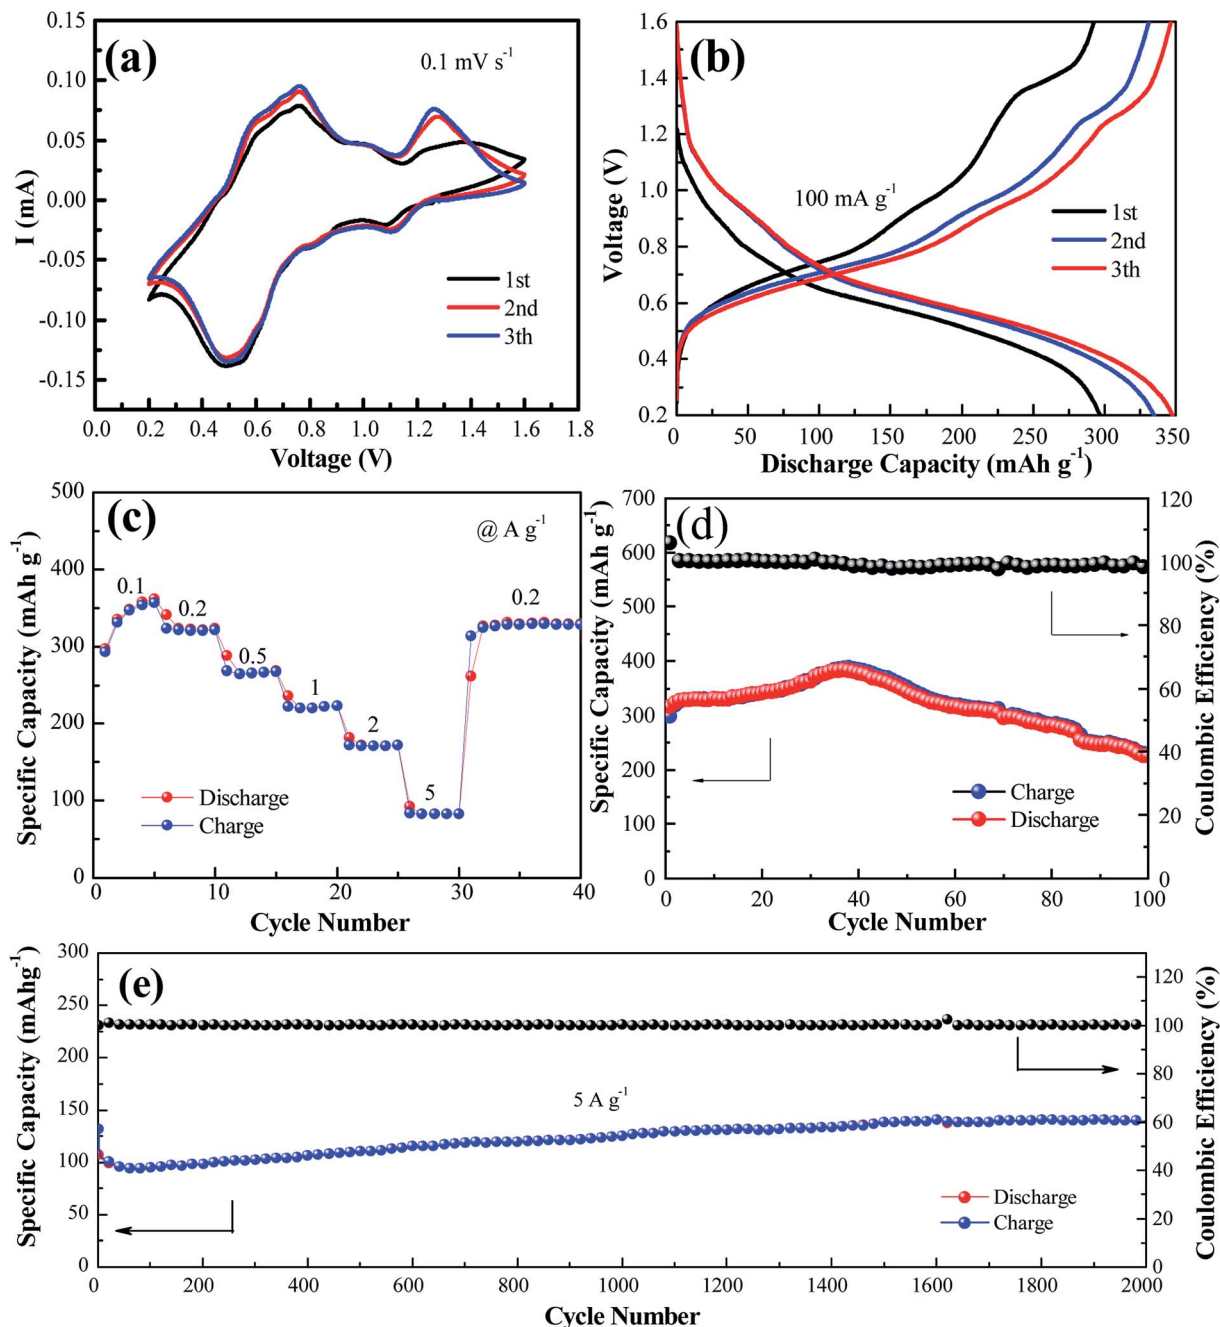 (a)
0.1 mV s⁻¹
0.15
0.10
0.05
0.00
-0.05
-0.10
-0.15
I (mA)
1st
2nd
3th
0.0 0.2 0.4 0.6 0.8 1.0 1.2 1.4 1.6 1.8
Voltage (V)
(b)
1.6
1.4
1.2
1.0
0.8
0.6
0.4
0.2
Voltage (V)
100 mA g⁻¹
1st
2nd
3th
0 50 100 150 200 250 300 350
Discharge Capacity (mAh g⁻¹)
(c)
@ A g⁻¹
500
400
300
200
100
0
Specific Capacity (mAh g⁻¹)
0.1
0.2
0.5
1
2
5
0.2
Discharge
Charge
0 10 20 30 40
Cycle Number
(d)
700
600
500
400
300
200
100
0
Specific Capacity (mAh g⁻¹)
120
100
80
60
40
20
0
Coulombic Efficiency (%)
Charge
Discharge
0 20 40 60 80 100
Cycle Number
(e)
300
250
200
150
100
50
0
Specific Capacity (mAhg⁻¹)
5 A g⁻¹
120
100
80
60
40
20
0
Coulombic Efficiency (%)
Discharge
Charge
0 200 400 600 800 1000 1200 1400 1600 1800 2000
Cycle Number